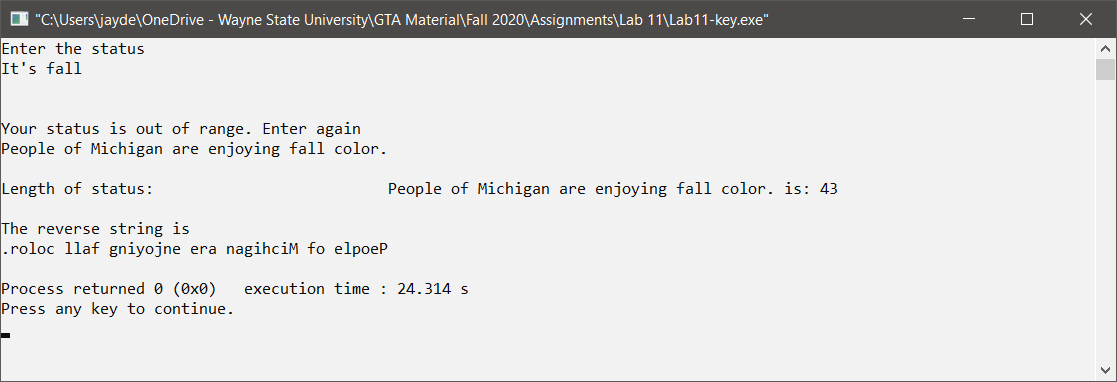 "C:\Users\jayde\OneDrive - Wayne State University\GTA Material\Fall 2020\Assignments\Lab 11\Lab11-key.exe"
Enter the status
It's fall
Your status is out of range. Enter again
People of Michigan are enjoying fall color.
Length of status:                          People of Michigan are enjoying fall color. is: 43
The reverse string is
.roloc llaf gniyojne era nagihciM fo elpoeP
Process returned 0 (0x0)   execution time : 24.314 s
Press any key to continue.